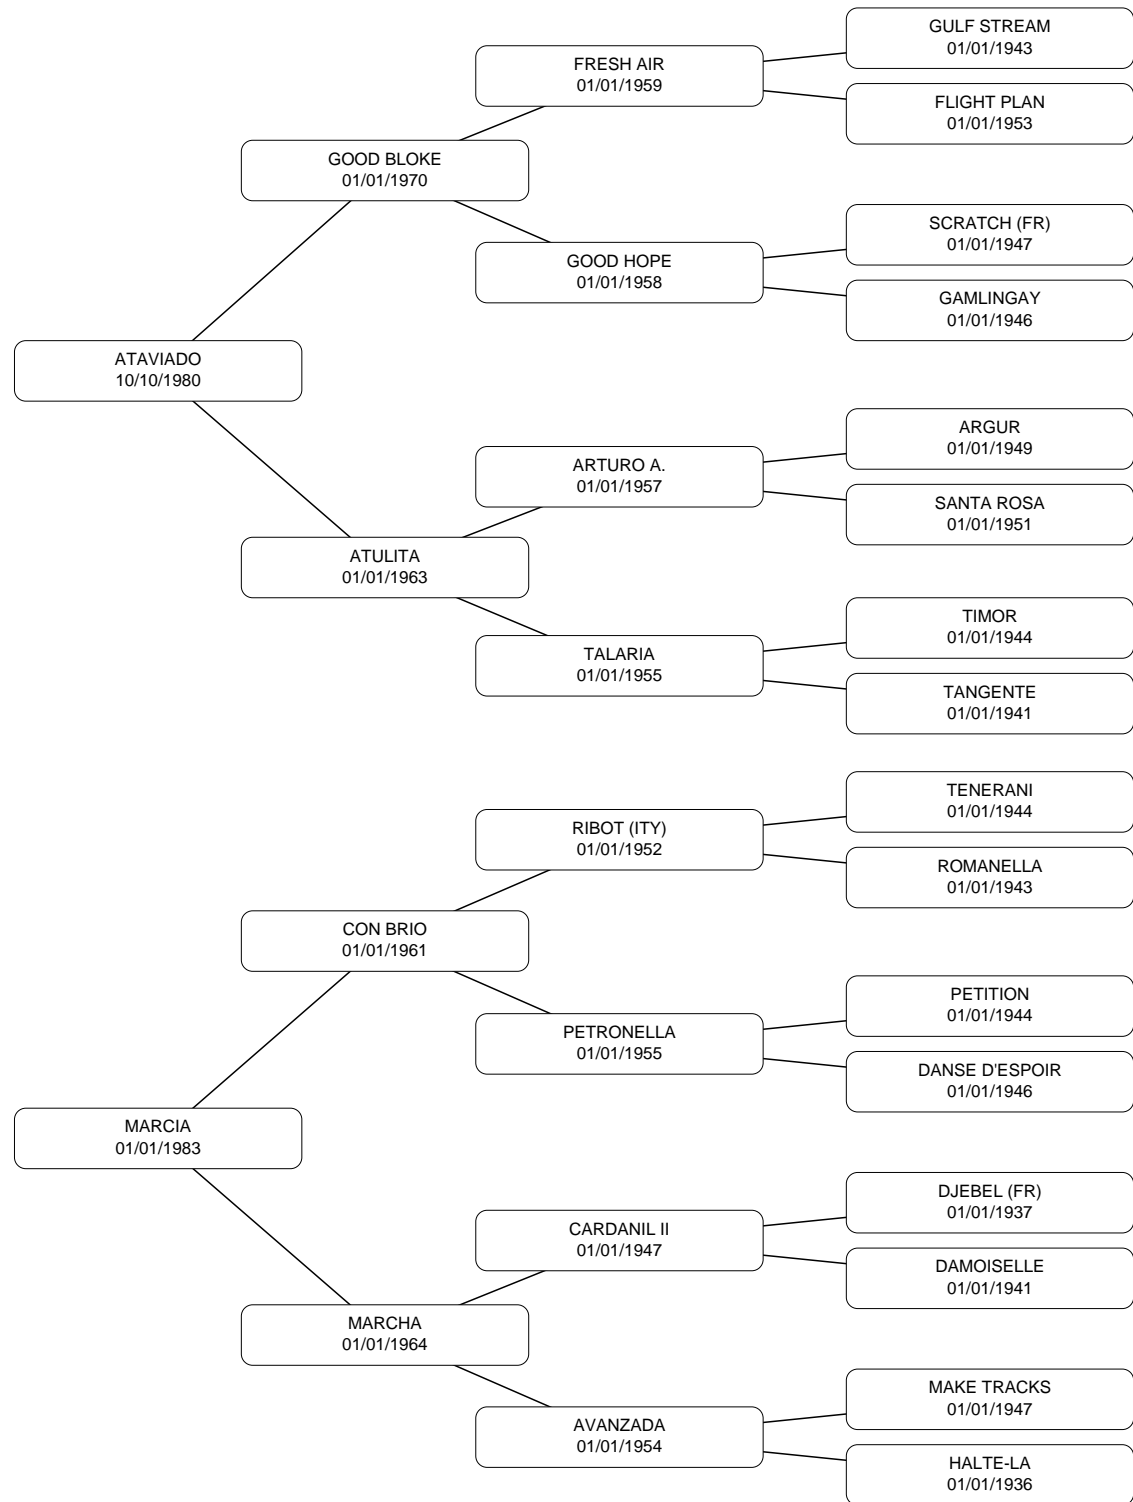 GULF STREAM
01/01/1943
FRESH AIR
01/01/1959
FLIGHT PLAN
01/01/1953
GOOD BLOKE
01/01/1970
SCRATCH (FR)
01/01/1947
GOOD HOPE
01/01/1958
GAMLINGAY
01/01/1946
ATAVIADO
10/10/1980
ARGUR
01/01/1949
ARTURO A.
01/01/1957
SANTA ROSA
01/01/1951
ATULITA
01/01/1963
TIMOR
01/01/1944
TALARIA
01/01/1955
TANGENTE
01/01/1941
TENERANI
01/01/1944
RIBOT (ITY)
01/01/1952
ROMANELLA
01/01/1943
CON BRIO
01/01/1961
PETITION
01/01/1944
PETRONELLA
01/01/1955
DANSE D'ESPOIR
01/01/1946
MARCIA
01/01/1983
DJEBEL (FR)
01/01/1937
CARDANIL II
01/01/1947
DAMOISELLE
01/01/1941
MARCHA
01/01/1964
MAKE TRACKS
01/01/1947
AVANZADA
01/01/1954
HALTE-LA
01/01/1936